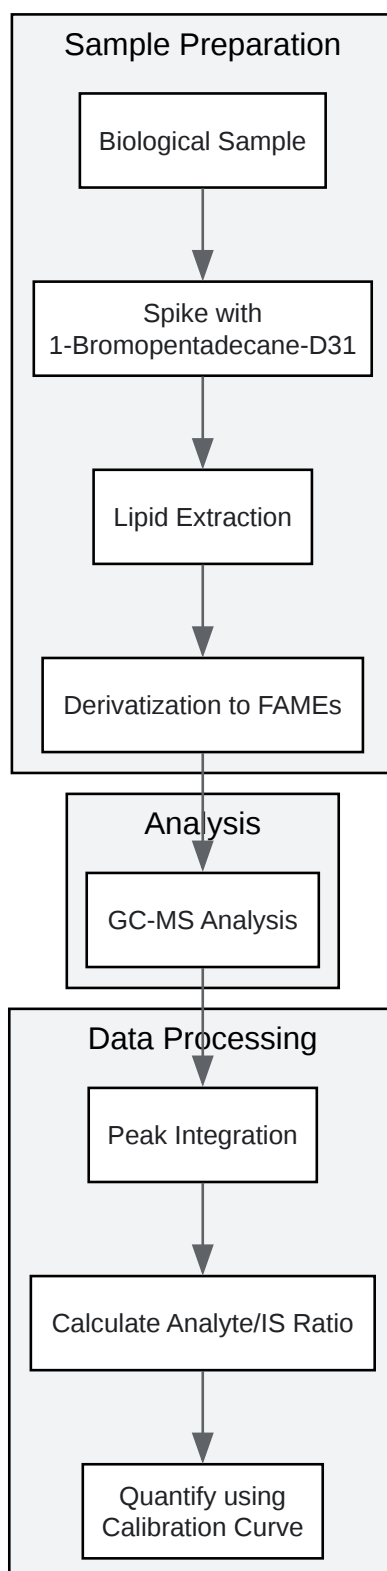 Sample Preparation
Biological Sample
Spike with
1-Bromopentadecane-D31
Lipid Extraction
Derivatization to FAMEs
Analysis
GC-MS Analysis
Data Processing
Peak Integration
Calculate Analyte/IS Ratio
Quantify using
Calibration Curve